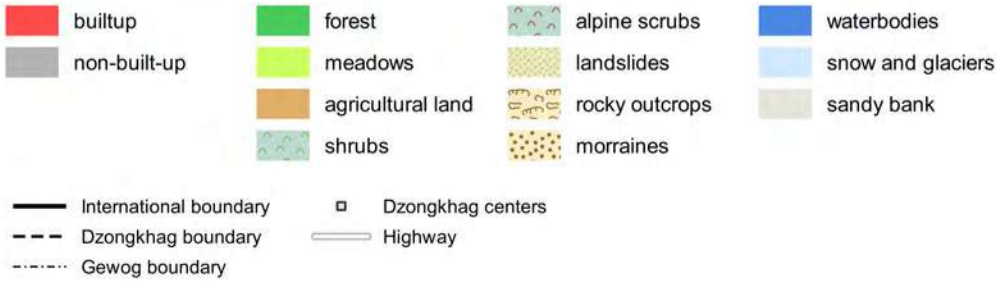 builtup forest alpine scrubs waterbodies
non-built-up meadows landslides snow and glaciers
agricultural land rocky outcrops sandy bank
shrubs morraines
International boundary Dzongkhag centers
Dzongkhag boundary Highway
Gewog boundary